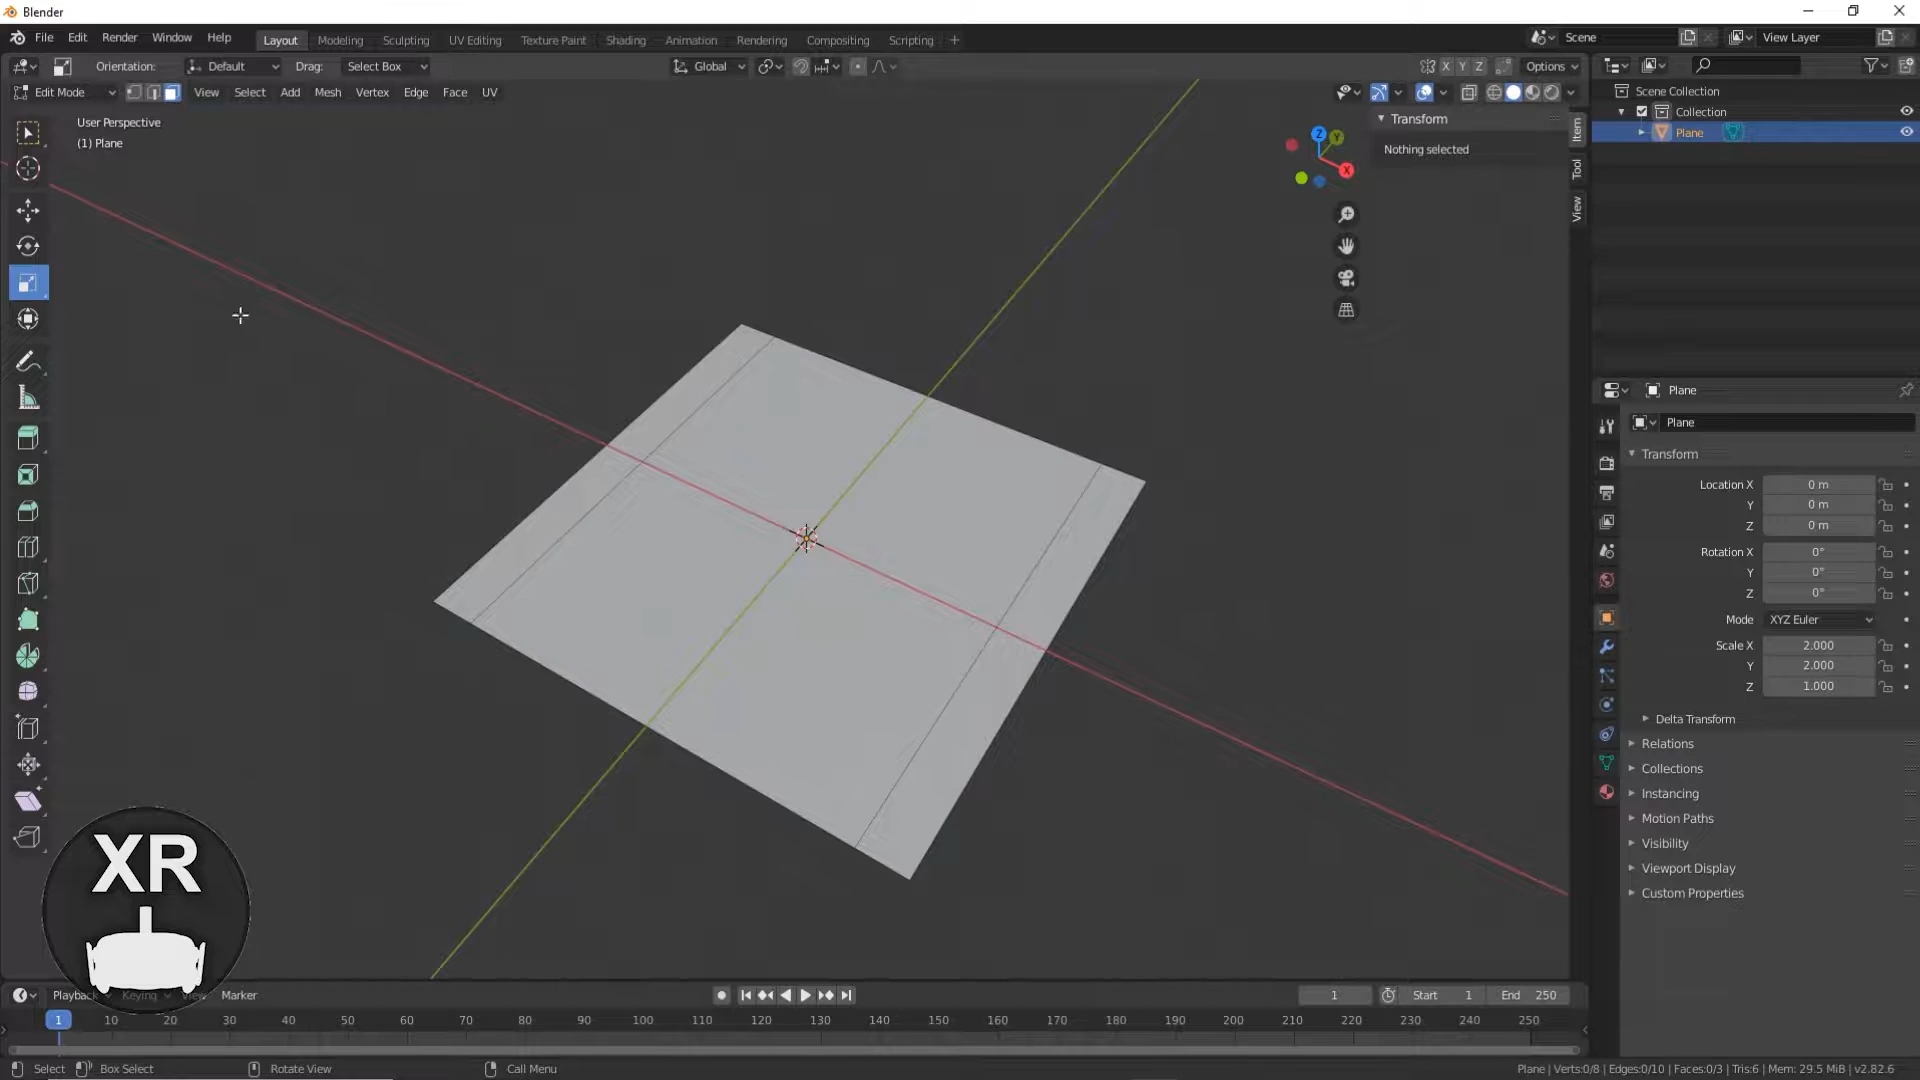 Blender
File Edit Render Window Help
Layout Modeling Sculpting UV Editing Texture Paint Shading Animation Rendering Compositing Scripting +
Scene
View Layer
Orientation: Default Drag: Select Box
Global
X Y Z Options
Edit Mode View Select Add Mesh Vertex Edge Face UV
Scene Collection
Collection
Plane
User Perspective
(1) Plane
Transform
Nothing selected
Item
Tool
View
Z
Y
X
Plane
Plane
Transform
Location X 0 m
Y 0 m
Z 0 m
Rotation X 0°
Y 0°
Z 0°
Mode XYZ Euler
Scale X 2.000
Y 2.000
Z 1.000
Delta Transform
Relations
Collections
Instancing
Motion Paths
Visibility
Viewport Display
Custom Properties
XR
Playback Keying View Marker
1 Start 1 End 250
1 10 20 30 40 50 60 70 80 90 100 110 120 130 140 150 160 170 180 190 200 210 220 230 240 250
Select Box Select Rotate View Call Menu
Plane | Verts:0/8 | Edges:0/10 | Faces:0/3 | Tris:6 | Mem: 29.5 MiB | v2.82.6